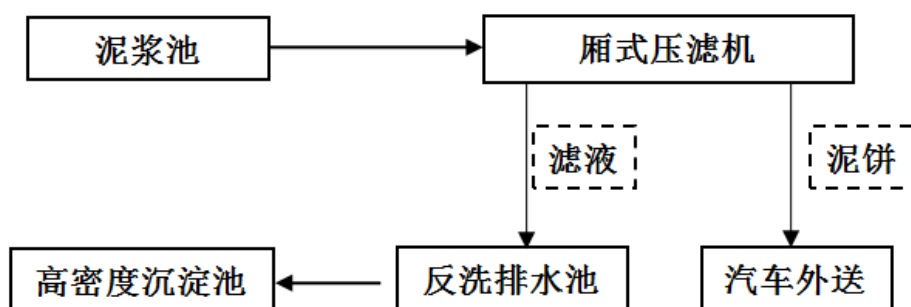 泥浆池
厢式压滤机
滤液
泥饼
高密度沉淀池
反洗排水池
汽车外送